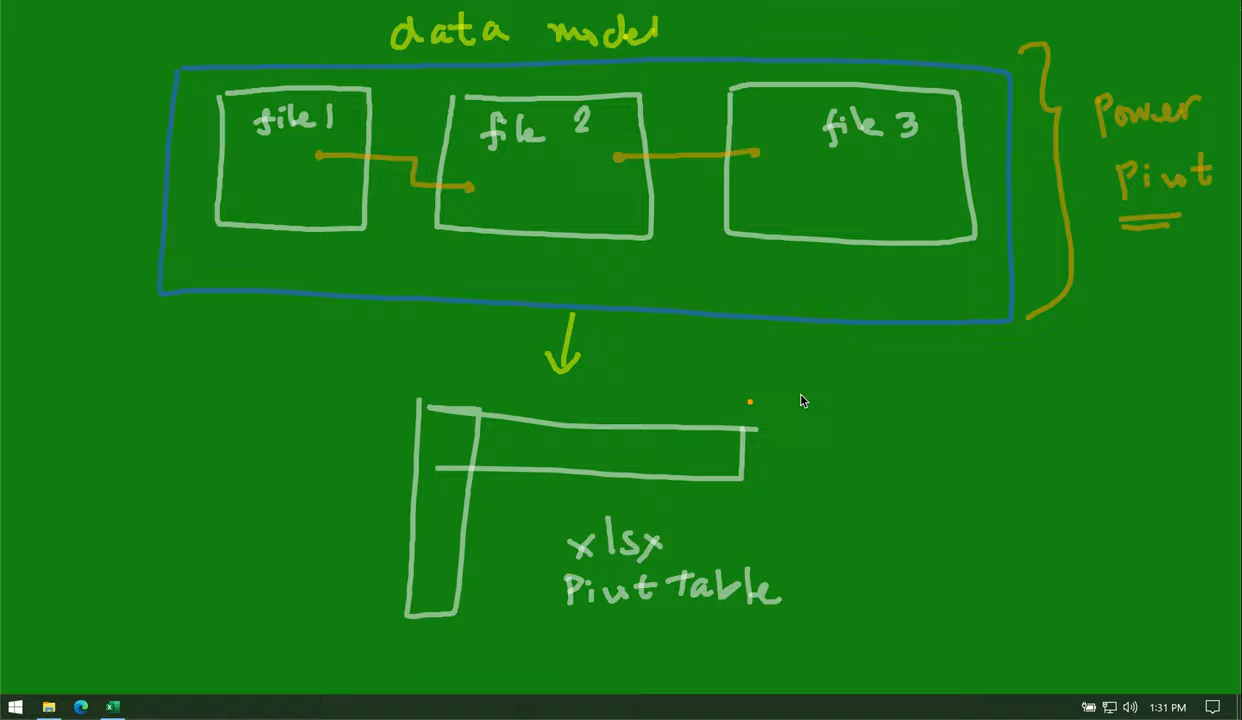 data model
file 1
file 2
file 3
Power
Pivot
xlsx
Pivot Table
1:31 PM